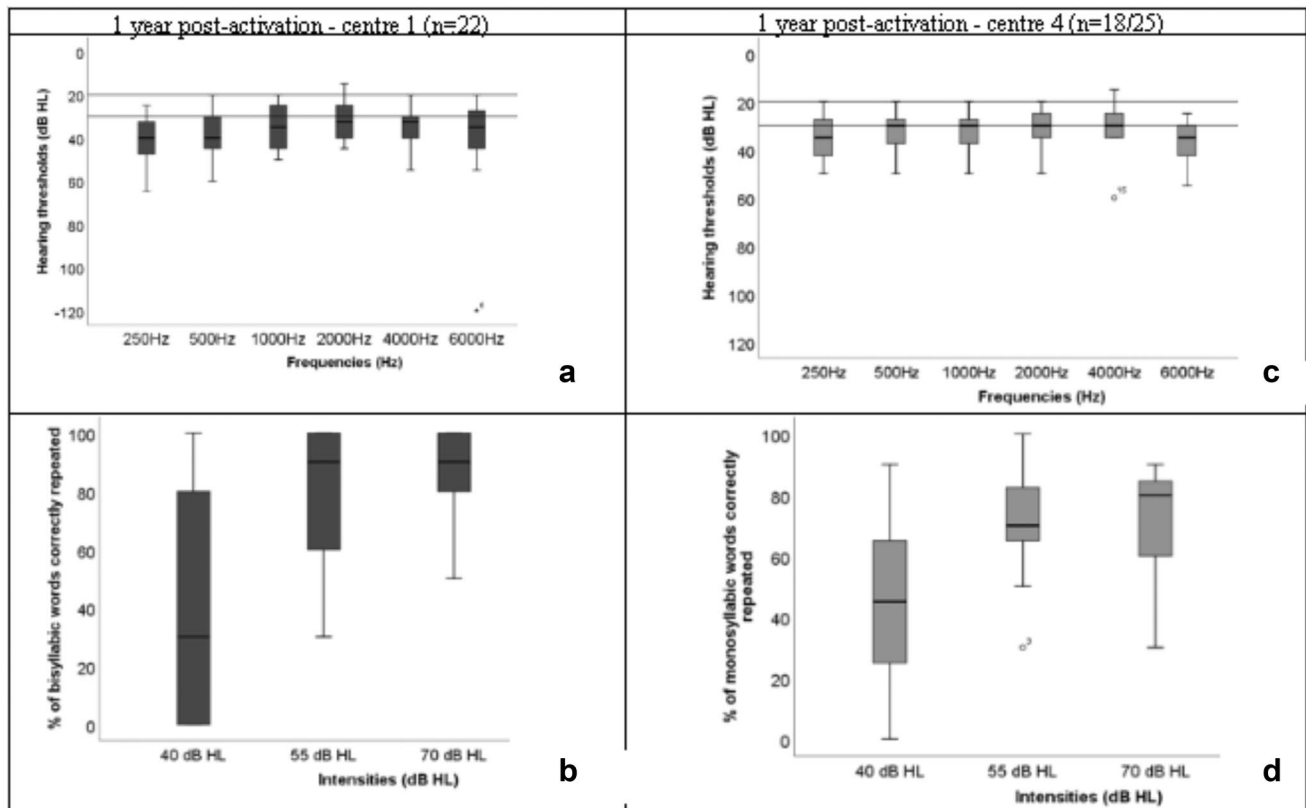 1 year post-activation - centre 1 (n=22)
0
20
40
60
80
100
-120
Hearing thresholds (dB HL)
250Hz 500Hz 1000Hz 2000Hz 4000Hz 6000Hz
Frequencies (Hz)
a
1 year post-activation - centre 4 (n=18/25)
0
20
40
60
80
100
120
Hearing thresholds (dB HL)
15
250Hz 500Hz 1000Hz 2000Hz 4000Hz 6000Hz
Frequencies (Hz)
c
100
80
60
40
20
0
% of bisyllabic words correctly repeated
40 dB HL 55 dB HL 70 dB HL
Intensities (dB HL)
b
100
80
60
40
20
0
% of monosyllabic words correctly
repeated
3
40 dB HL 55 dB HL 70 dB HL
Intensities (dB HL)
d